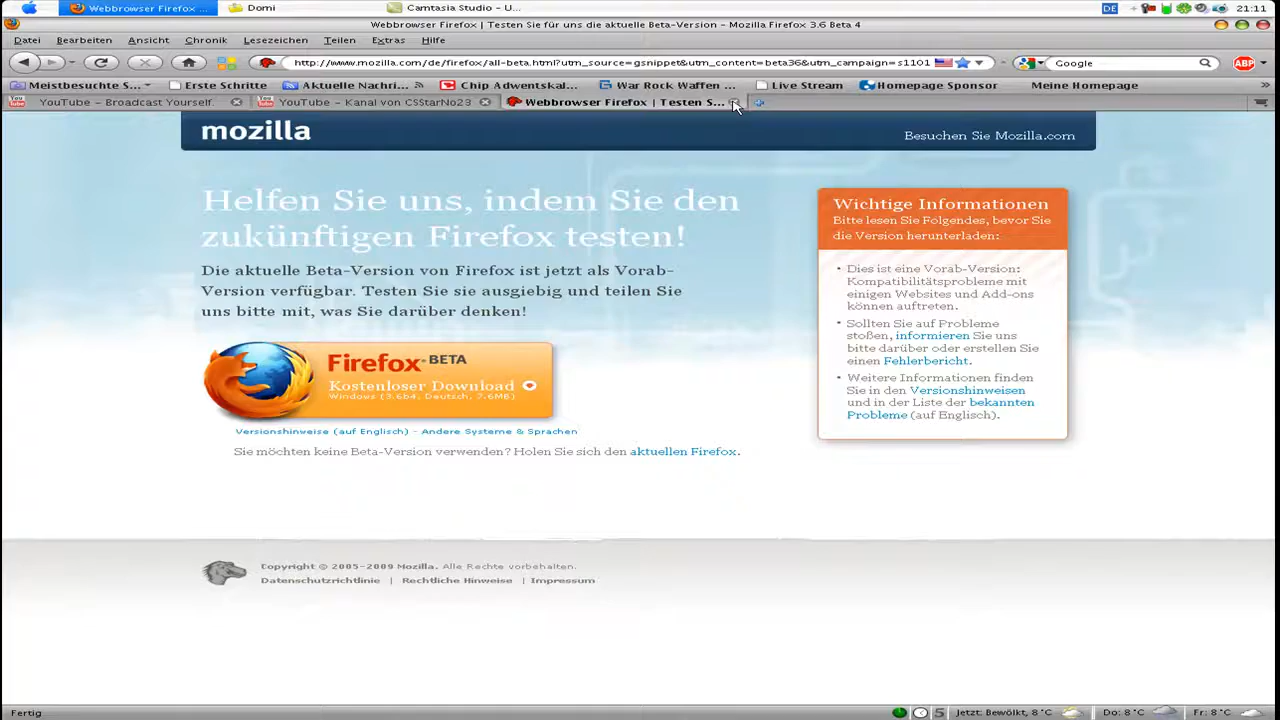 Webbrowser Firefox ...
Domi
Camtasia Studio - U...
DE
21:11
Webbrowser Firefox | Testen Sie für uns die aktuelle Beta-Version - Mozilla Firefox 3.6 Beta 4
Datei Bearbeiten Ansicht Chronik Lesezeichen Teilen Extras Hilfe
http://www.mozilla.com/de/firefox/all-beta.html?utm_source=gsnippet&utm_content=beta36&utm_campaign=s1101
Google
ABP
Meistbesuchte S... Erste Schritte Aktuelle Nachri... Chip Adventskal... War Rock Waffen ... Live Stream Homepage Sponsor Meine Homepage
YouTube - Broadcast Yourself.
YouTube - Kanal von CSStarNo23
Webbrowser Firefox | Testen S...
mozilla
Besuchen Sie Mozilla.com
Helfen Sie uns, indem Sie den
zukünftigen Firefox testen!
Die aktuelle Beta-Version von Firefox ist jetzt als Vorab-
Version verfügbar. Testen Sie sie ausgiebig und teilen Sie
uns bitte mit, was Sie darüber denken!
Firefox BETA
Kostenloser Download
Windows (3.6b4, Deutsch, 7.6MB)
Versionshinweise (auf Englisch) - Andere Systeme & Sprachen
Sie möchten keine Beta-Version verwenden? Holen Sie sich den aktuellen Firefox.
Wichtige Informationen
Bitte lesen Sie Folgendes, bevor Sie
die Version herunterladen:
• Dies ist eine Vorab-Version:
Kompatibilitätsprobleme mit
einigen Websites und Add-ons
können auftreten.
• Sollten Sie auf Probleme
stoßen, informieren Sie uns
bitte darüber oder erstellen Sie
einen Fehlerbericht.
• Weitere Informationen finden
Sie in den Versionshinweisen
und in der Liste der bekannten
Probleme (auf Englisch).
Copyright © 2005-2009 Mozilla. Alle Rechte vorbehalten.
Datenschutzrichtlinie | Rechtliche Hinweise | Impressum
Fertig
5
Jetzt: Bewölkt, 8 °C
Do: 8 °C
Fr: 8 °C